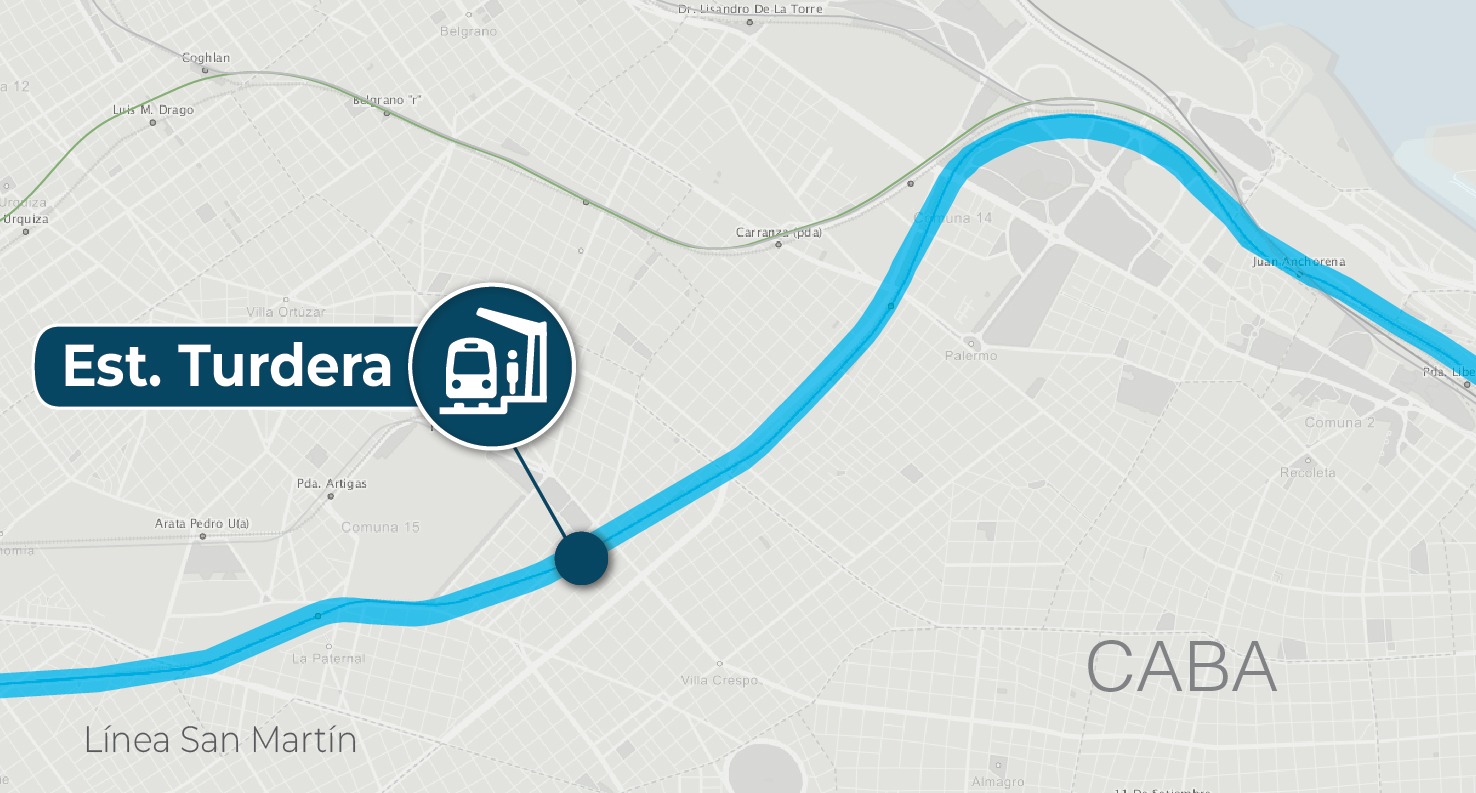 Dr. Lisandro De La Torre
Belgrano
Coghlan
a 12
Belgrano "r"
Luis M. Drago
Urquiza
Urquiza
Comuna 14
Carranza (pda)
Juan Anchorena
Villa Ortuzar
Est. Turdera
Palermo
Pda. Libe
Comuna 2
Recoleta
Pda. Artigas
Arata Pedro U(a)
Comuna 15
nomia
La Paternal
Villa Crespo
CABA
Línea San Martín
Almagro
11 De Setiembre